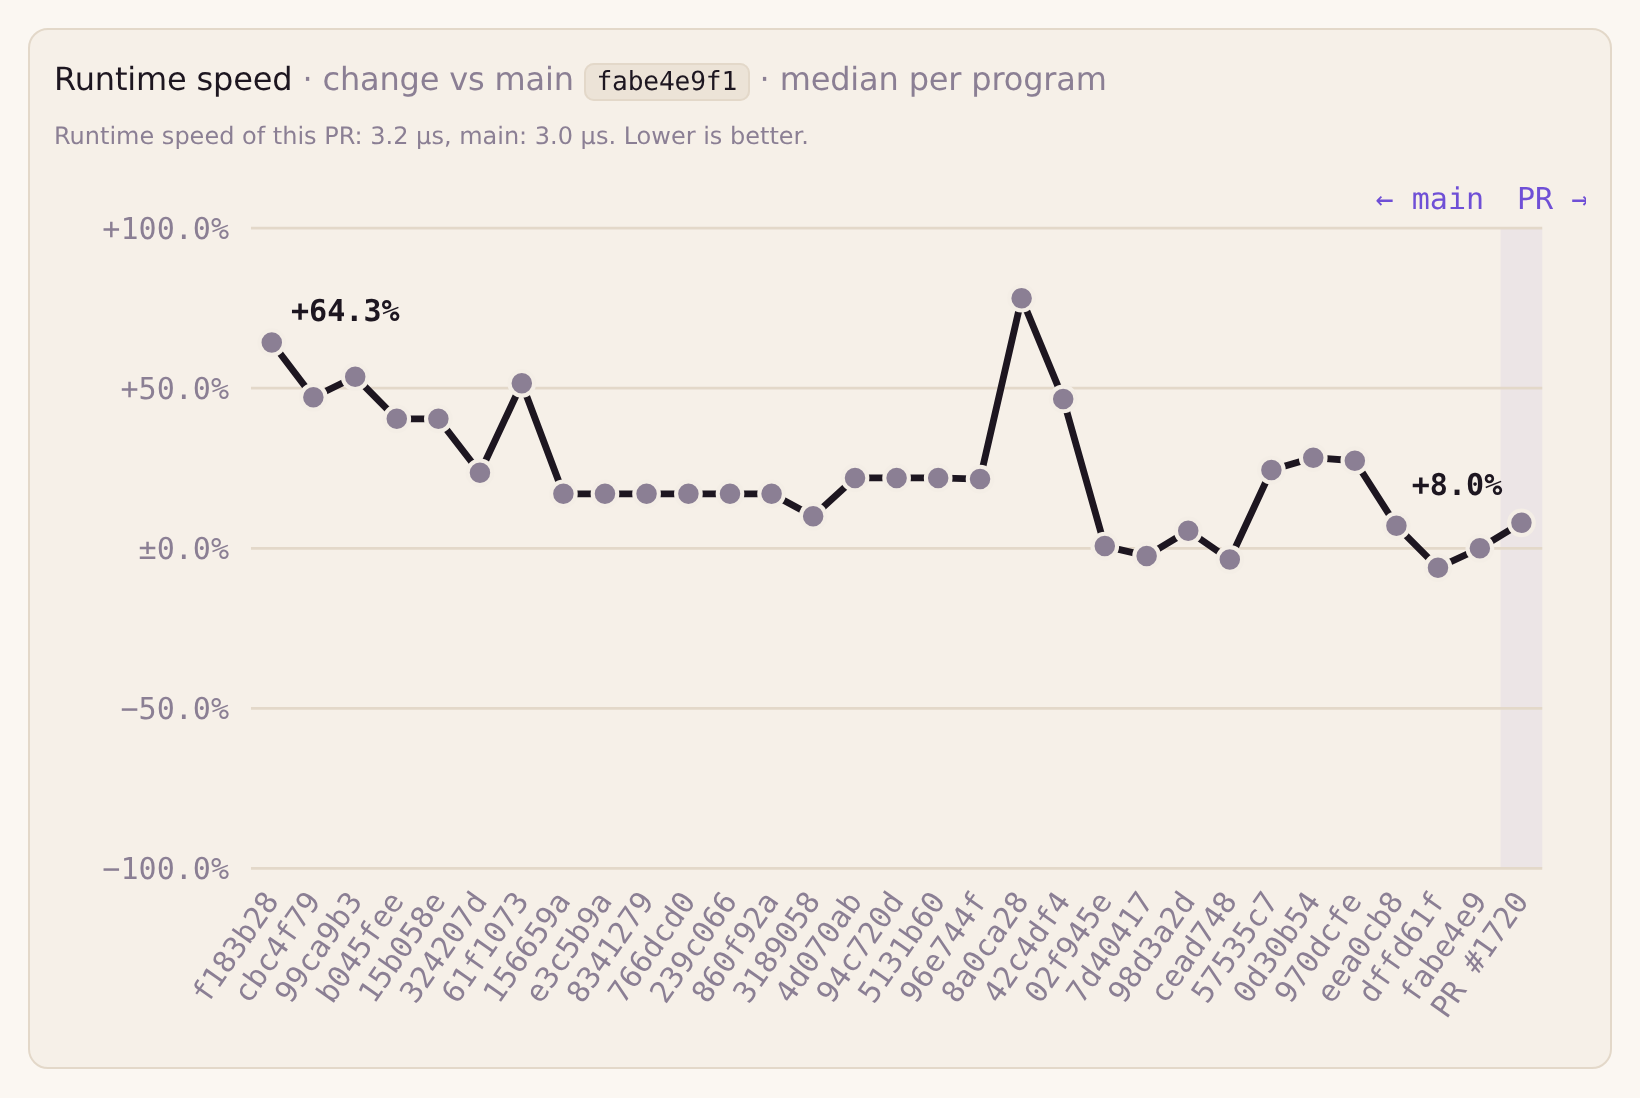 Runtime speed · change vs main fabe4e9f1 · median per program
Runtime speed of this PR: 3.2 µs, main: 3.0 µs. Lower is better.
← main PR →
+100.0%
+64.3%
+50.0%
+8.0%
±0.0%
−50.0%
−100.0%
f183b28
cbc4f79
99ca9b3
b045fee
15b058e
324207d
61f1073
156659a
e3c5b9a
8341279
766dcd0
239c066
860f92a
3189058
4d070ab
94c720d
5131b60
96e744f
8a0ca28
42c4df4
02f945e
7d40417
98d3a2d
cead748
57535c7
0d30b54
970dcfe
eea0cb8
dffd61f
fabe4e9
PR #1720